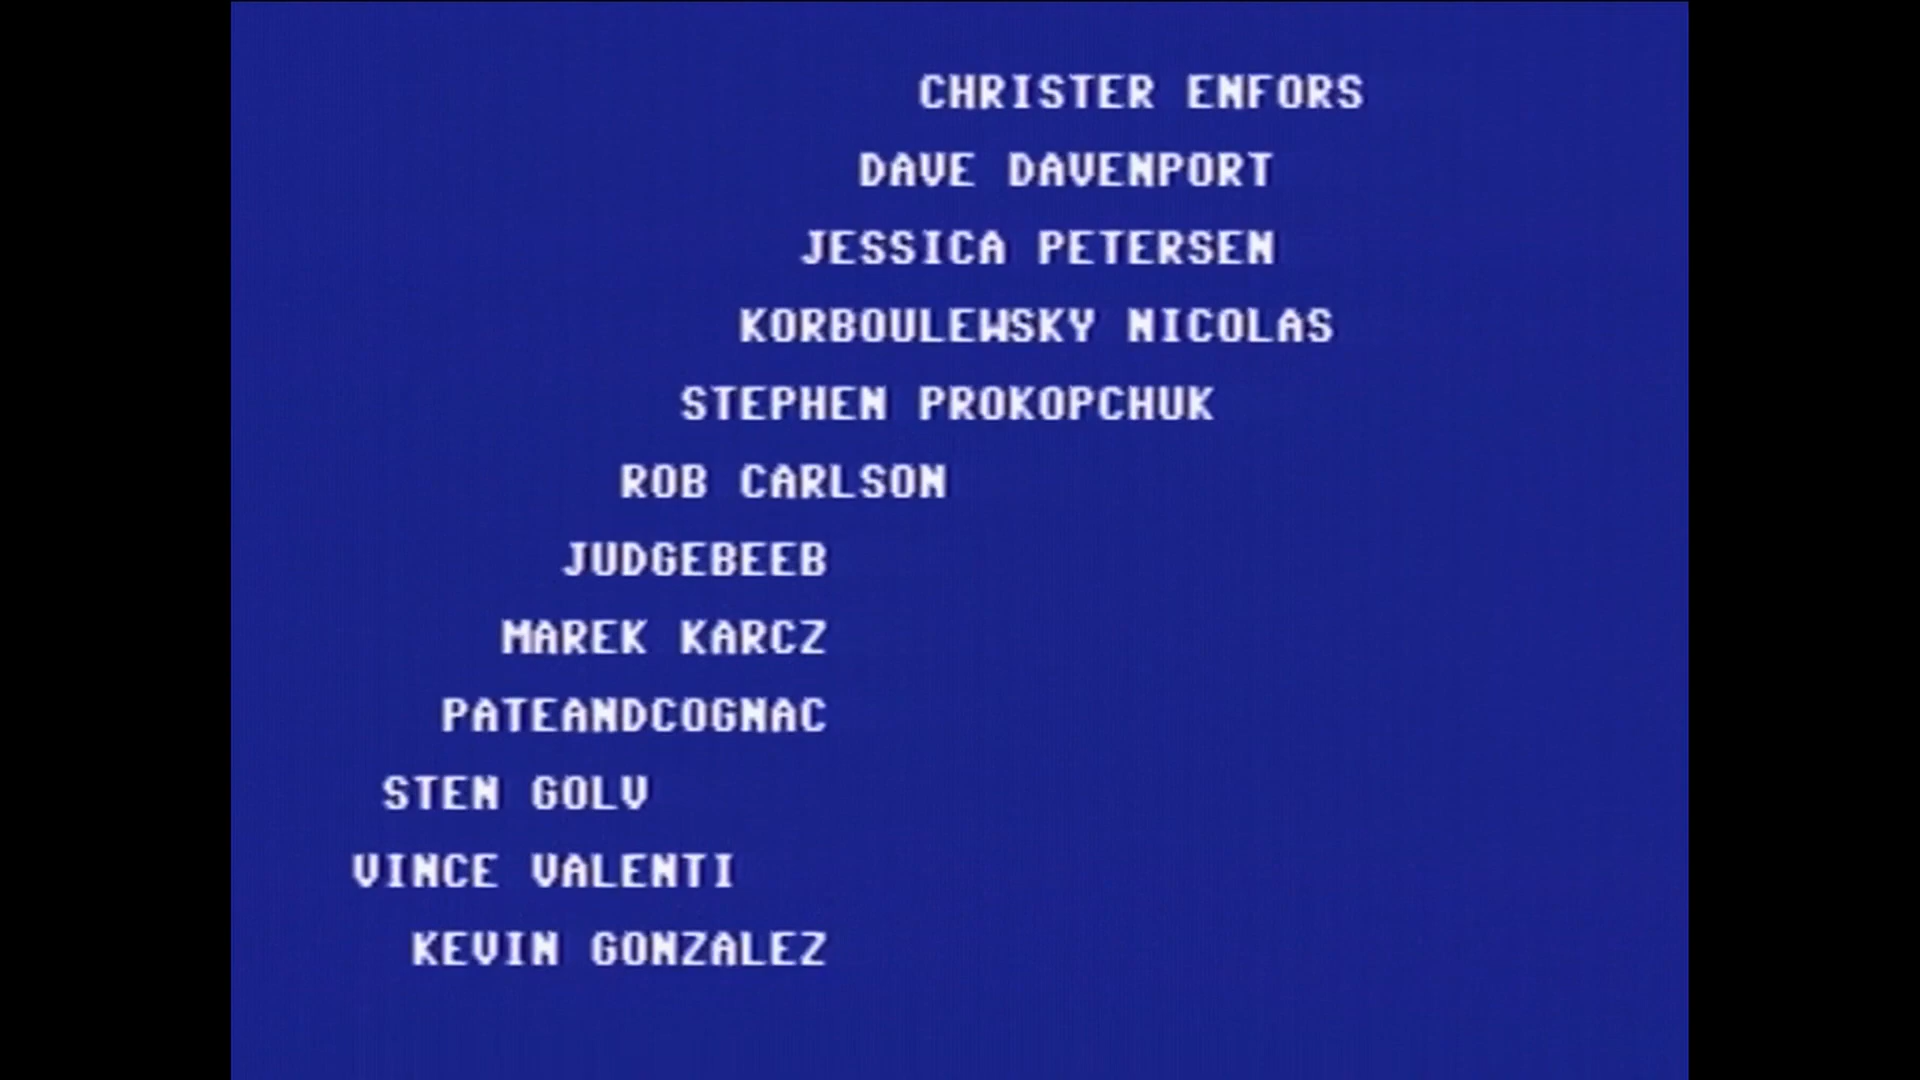 CHRISTER ENFORS
DAVE DAVENPORT
JESSICA PETERSEN
KORBOULEWSKY NICOLAS
STEPHEN PROKOPCHUK
ROB CARLSON
JUDGEBEEB
MAREK KARCZ
PATEANDCOGNAC
STEN GOLV
VINCE VALENTI
KEVIN GONZALEZ